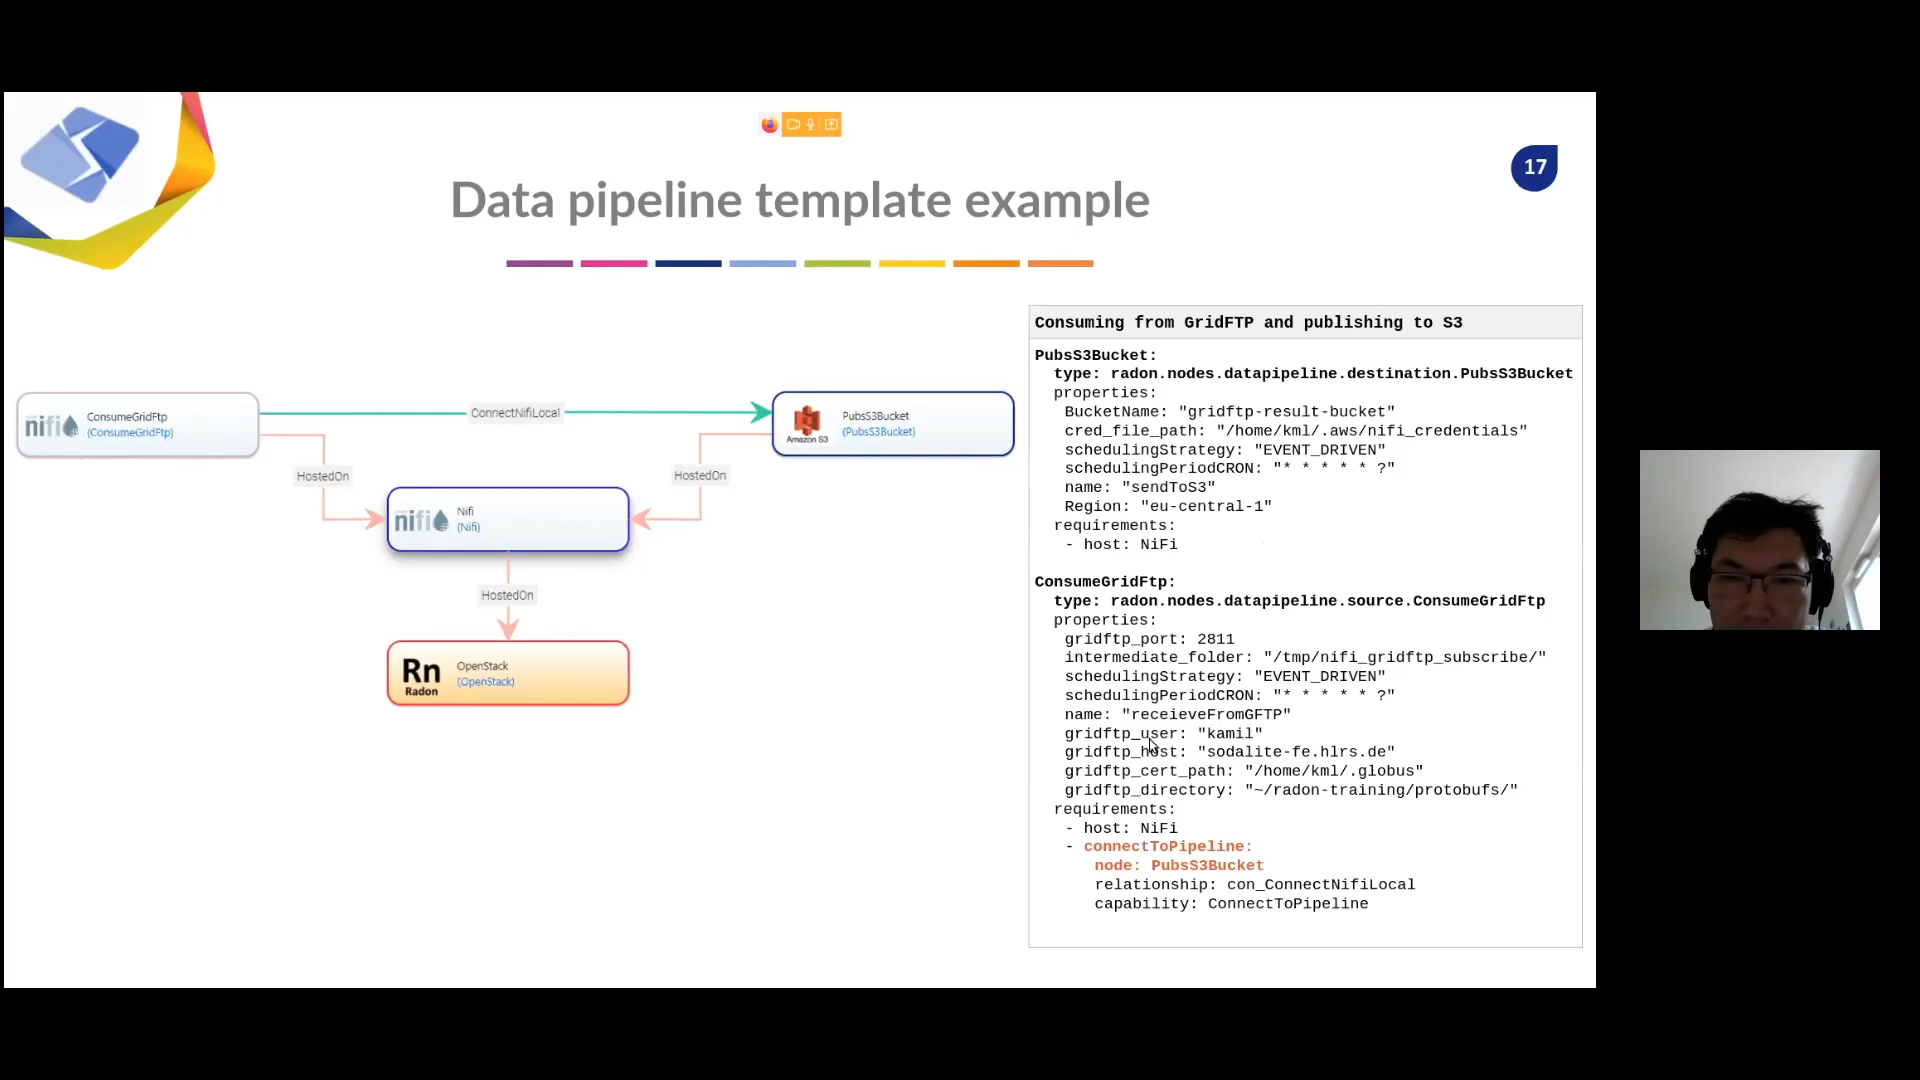 17
Data pipeline template example
nifi
ConsumeGridFtp
(ConsumeGridFtp)
ConnectNifiLocal
Amazon S3
PubsS3Bucket
(PubsS3Bucket)
HostedOn
HostedOn
nifi
Nifi
(Nifi)
HostedOn
Rn
Radon
OpenStack
(OpenStack)
Consuming from GridFTP and publishing to S3
PubsS3Bucket:
type: radon.nodes.datapipeline.destination.PubsS3Bucket
properties:
BucketName: "gridftp-result-bucket"
cred_file_path: "/home/kml/.aws/nifi_credentials"
schedulingStrategy: "EVENT_DRIVEN"
schedulingPeriodCRON: "* * * * * ?"
name: "sendToS3"
Region: "eu-central-1"
requirements:
- host: NiFi
ConsumeGridFtp:
type: radon.nodes.datapipeline.source.ConsumeGridFtp
properties:
gridftp_port: 2811
intermediate_folder: "/tmp/nifi_gridftp_subscribe/"
schedulingStrategy: "EVENT_DRIVEN"
schedulingPeriodCRON: "* * * * * ?"
name: "receieveFromGFTP"
gridftp_user: "kamil"
gridftp_host: "sodalite-fe.hlrs.de"
gridftp_cert_path: "/home/kml/.globus"
gridftp_directory: "~/radon-training/protobufs/"
requirements:
- host: NiFi
- connectToPipeline:
node: PubsS3Bucket
relationship: con_ConnectNifiLocal
capability: ConnectToPipeline